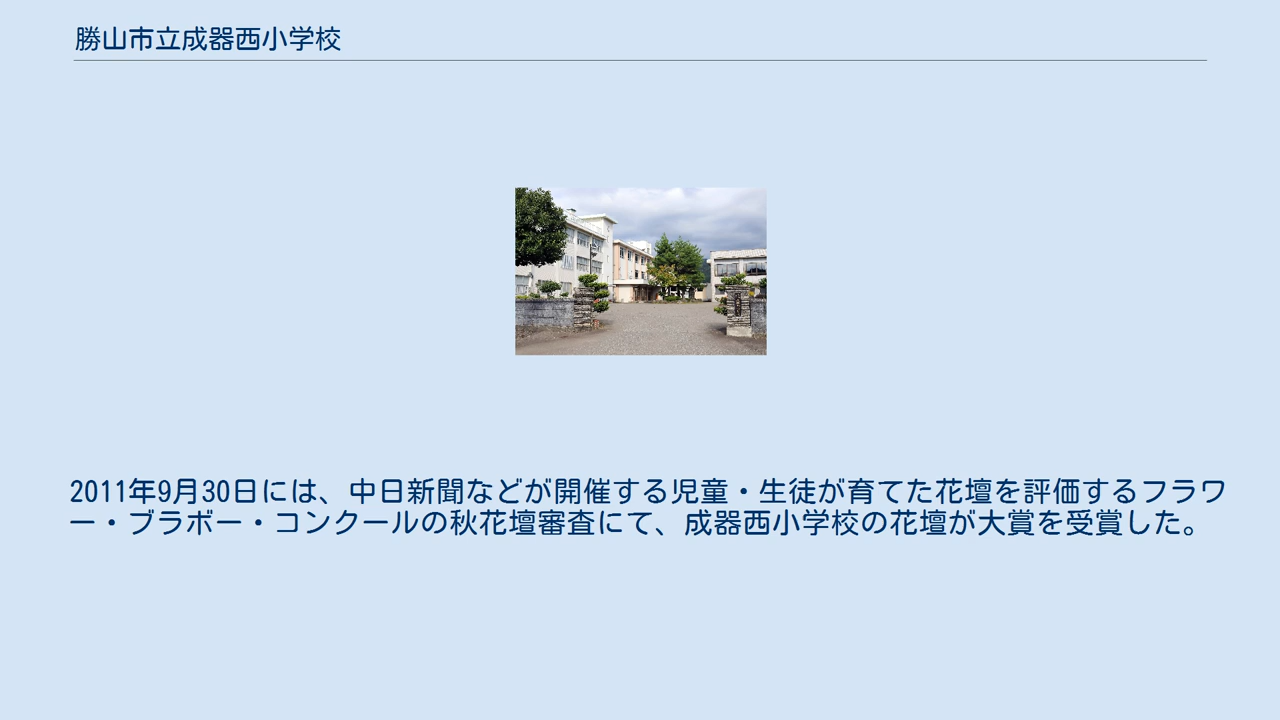 勝山市立成器西小学校
2011年9月30日には、中日新聞などが開催する児童・生徒が育てた花壇を評価するフラワ
ー・ブラボー・コンクールの秋花壇審査にて、成器西小学校の花壇が大賞を受賞した。